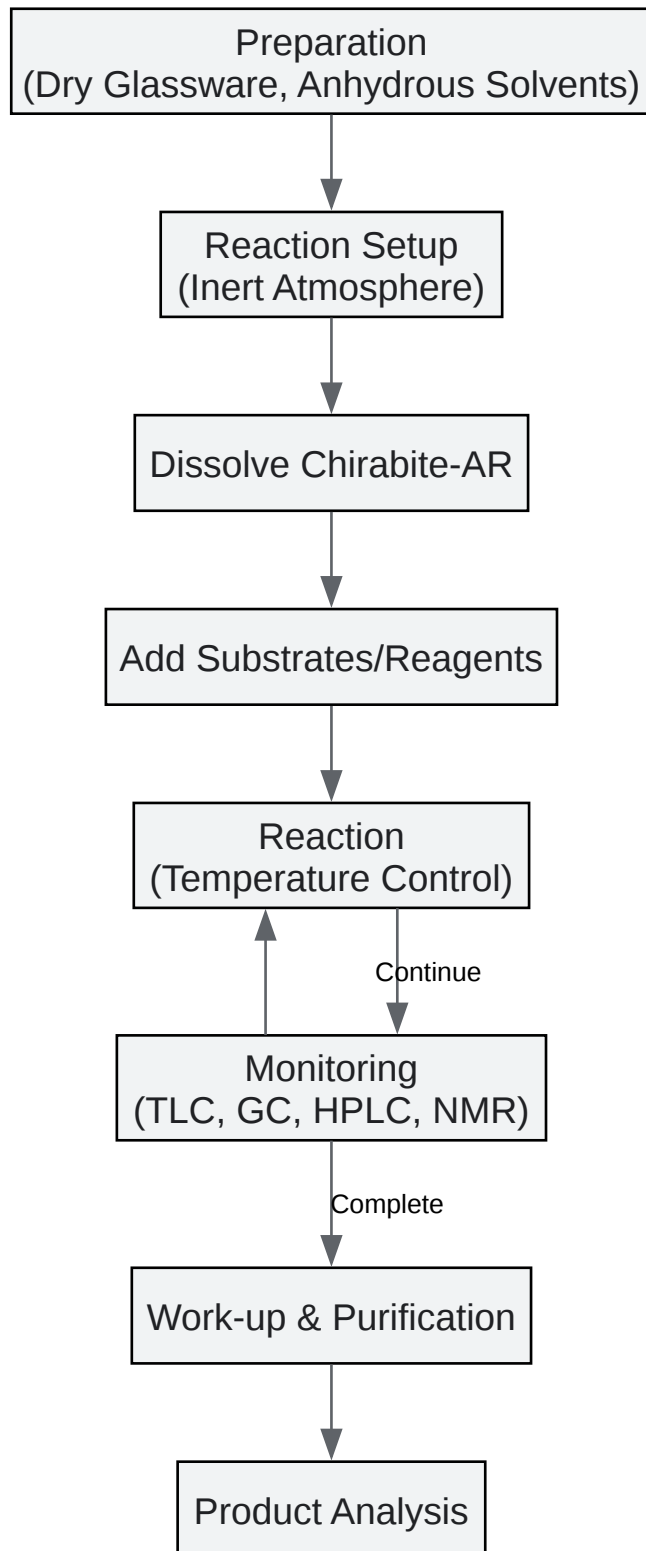 Preparation
(Dry Glassware, Anhydrous Solvents)
Reaction Setup
(Inert Atmosphere)
Dissolve Chirabite-AR
Add Substrates/Reagents
Reaction
(Temperature Control)
Continue
Monitoring
(TLC, GC, HPLC, NMR)
Complete
Work-up & Purification
Product Analysis